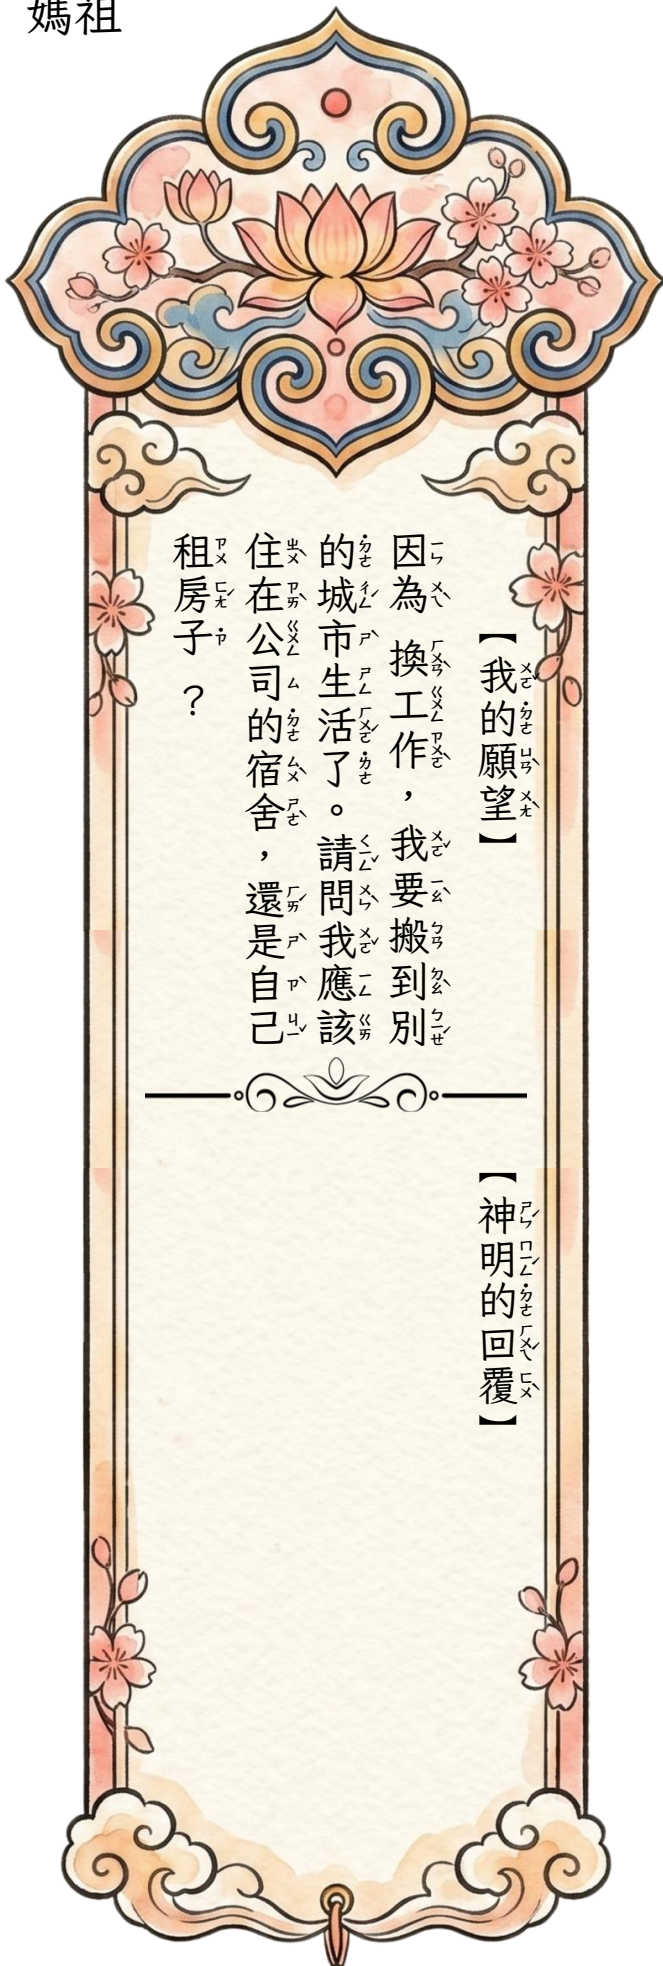 媽祖
【我的願望】
因為換工作，我要搬到別
的城市生活了。請問我應該
住在公司的宿舍，還是自己
租房子？
【神明的回覆】